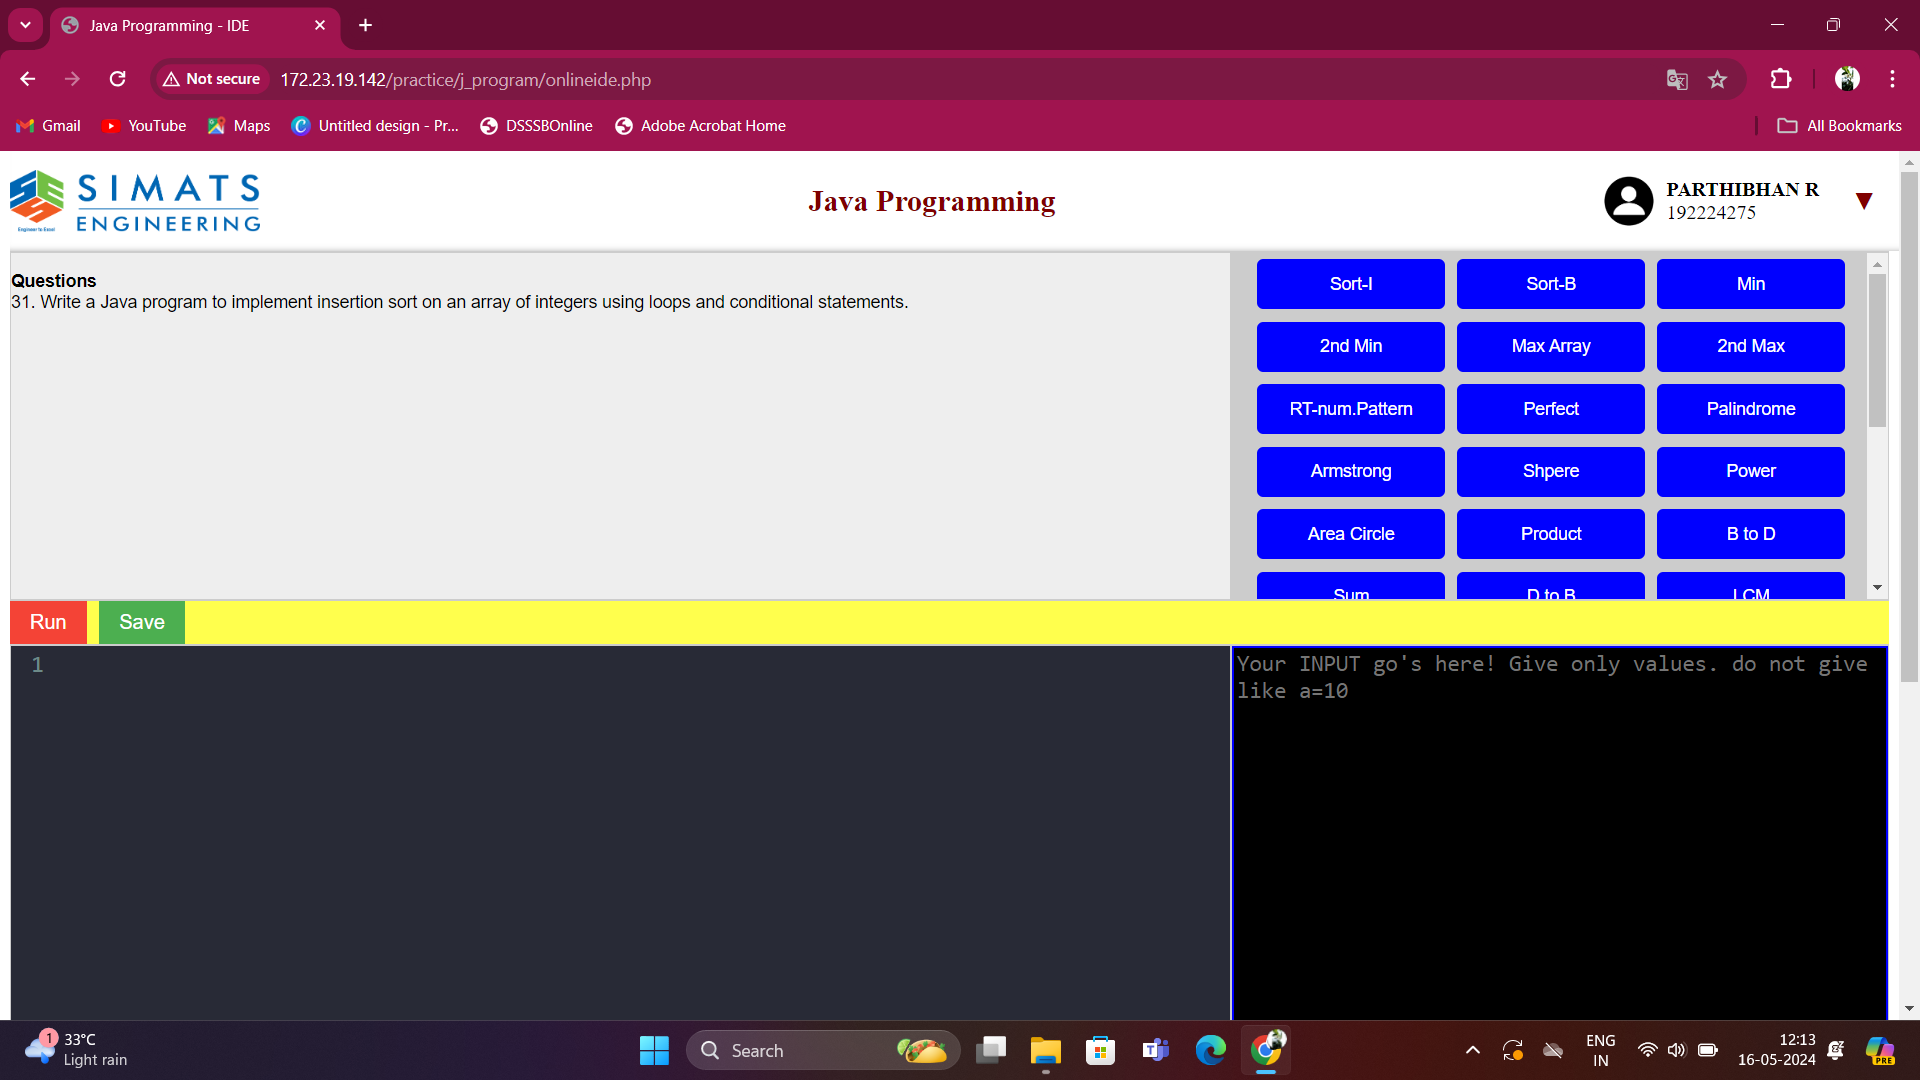 Java Programming - IDE
Not secure
172.23.19.142/practice/j_program/onlineide.php
Gmail
YouTube
Maps
Untitled design - Pr...
DSSSBOnline
Adobe Acrobat Home
All Bookmarks
SIMATS
ENGINEERING
Engineer to Excel
Java Programming
PARTHIBHAN R
192224275
Questions
31. Write a Java program to implement insertion sort on an array of integers using loops and conditional statements.
Sort-I
Sort-B
Min
2nd Min
Max Array
2nd Max
RT-num.Pattern
Perfect
Palindrome
Armstrong
Shpere
Power
Area Circle
Product
B to D
Sum
D to B
LCM
Run
Save
1
Your INPUT go's here! Give only values. do not give
like a=10
1
33°C
Light rain
Search
ENG
IN
12:13
16-05-2024
PRE